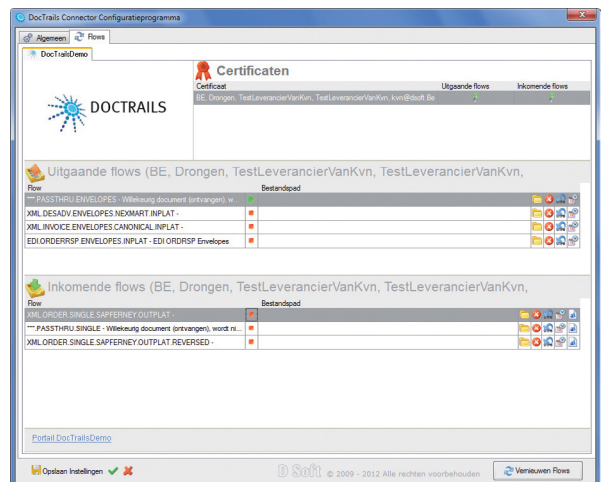 DocTrails Connector Configuratieprogramma
Algemeen Flows
DocTrailsDemo
DOCTRAILS
Certificaten
Certificaat Uitgaande flows Inkomende flows
BE, Drongen, TestLeverancierVanKvn, TestLeverancierVanKvn, kvn@dsoft.Be
Uitgaande flows (BE, Drongen, TestLeverancierVanKvn, TestLeverancierVanKvn,
Flow Bestandspad
***.PASSTHRU.ENVELOPES - Willekeurig document (ontvangen), w...
XML.DESADV.ENVELOPES.NEXMART.INPLAT -
XML.INVOICE.ENVELOPES.CANONICAL.INPLAT -
EDI.ORDERRSP.ENVELOPES.INPLAT - EDI ORDRSP Envelopes
Inkomende flows (BE, Drongen, TestLeverancierVanKvn, TestLeverancierVanKvn,
Flow Bestandspad
XML.ORDER.SINGLE.SAPFERNEY.OUTPLAT -
***.PASSTHRU.SINGLE - Willekeurig document (ontvangen), wordt ni...
XML.ORDER.SINGLE.SAPFERNEY.OUTPLAT.REVERSED -
Portail DocTrailsDemo
Opslaan Instellingen D Soft © 2009 - 2012 Alle rechten voorbehouden Vernieuwen Flows